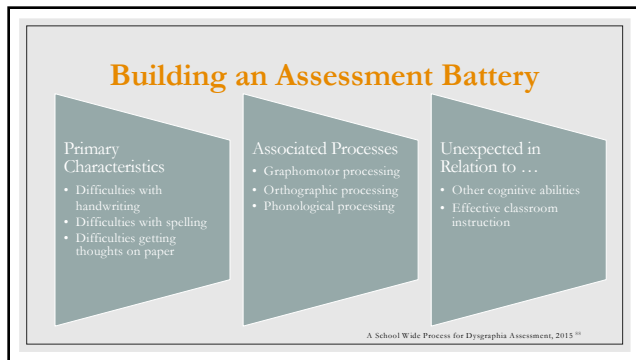 Building an Assessment Battery
Primary
Characteristics
• Difficulties with
handwriting
• Difficulties with spelling
• Difficulties getting
thoughts on paper
Associated Processes
• Graphomotor processing
• Orthographic processing
• Phonological processing
Unexpected in
Relation to …
• Other cognitive abilities
• Effective classroom
instruction
A School Wide Process for Dysgraphia Assessment, 2015